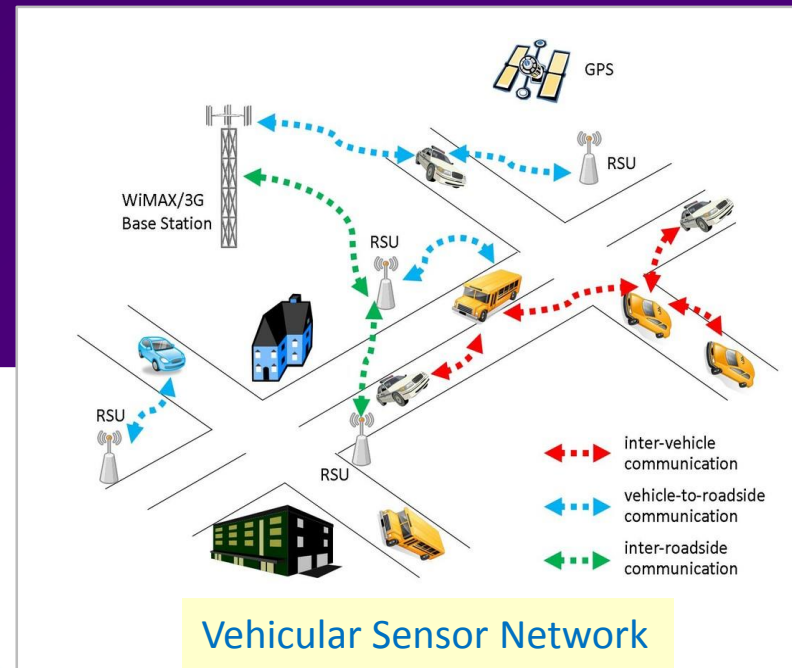 GPS
RSU
WiMAX/3G
Base Station
RSU
RSU
RSU
inter-vehicle
communication
vehicle-to-roadside
communication
inter-roadside
communication
Vehicular Sensor Network